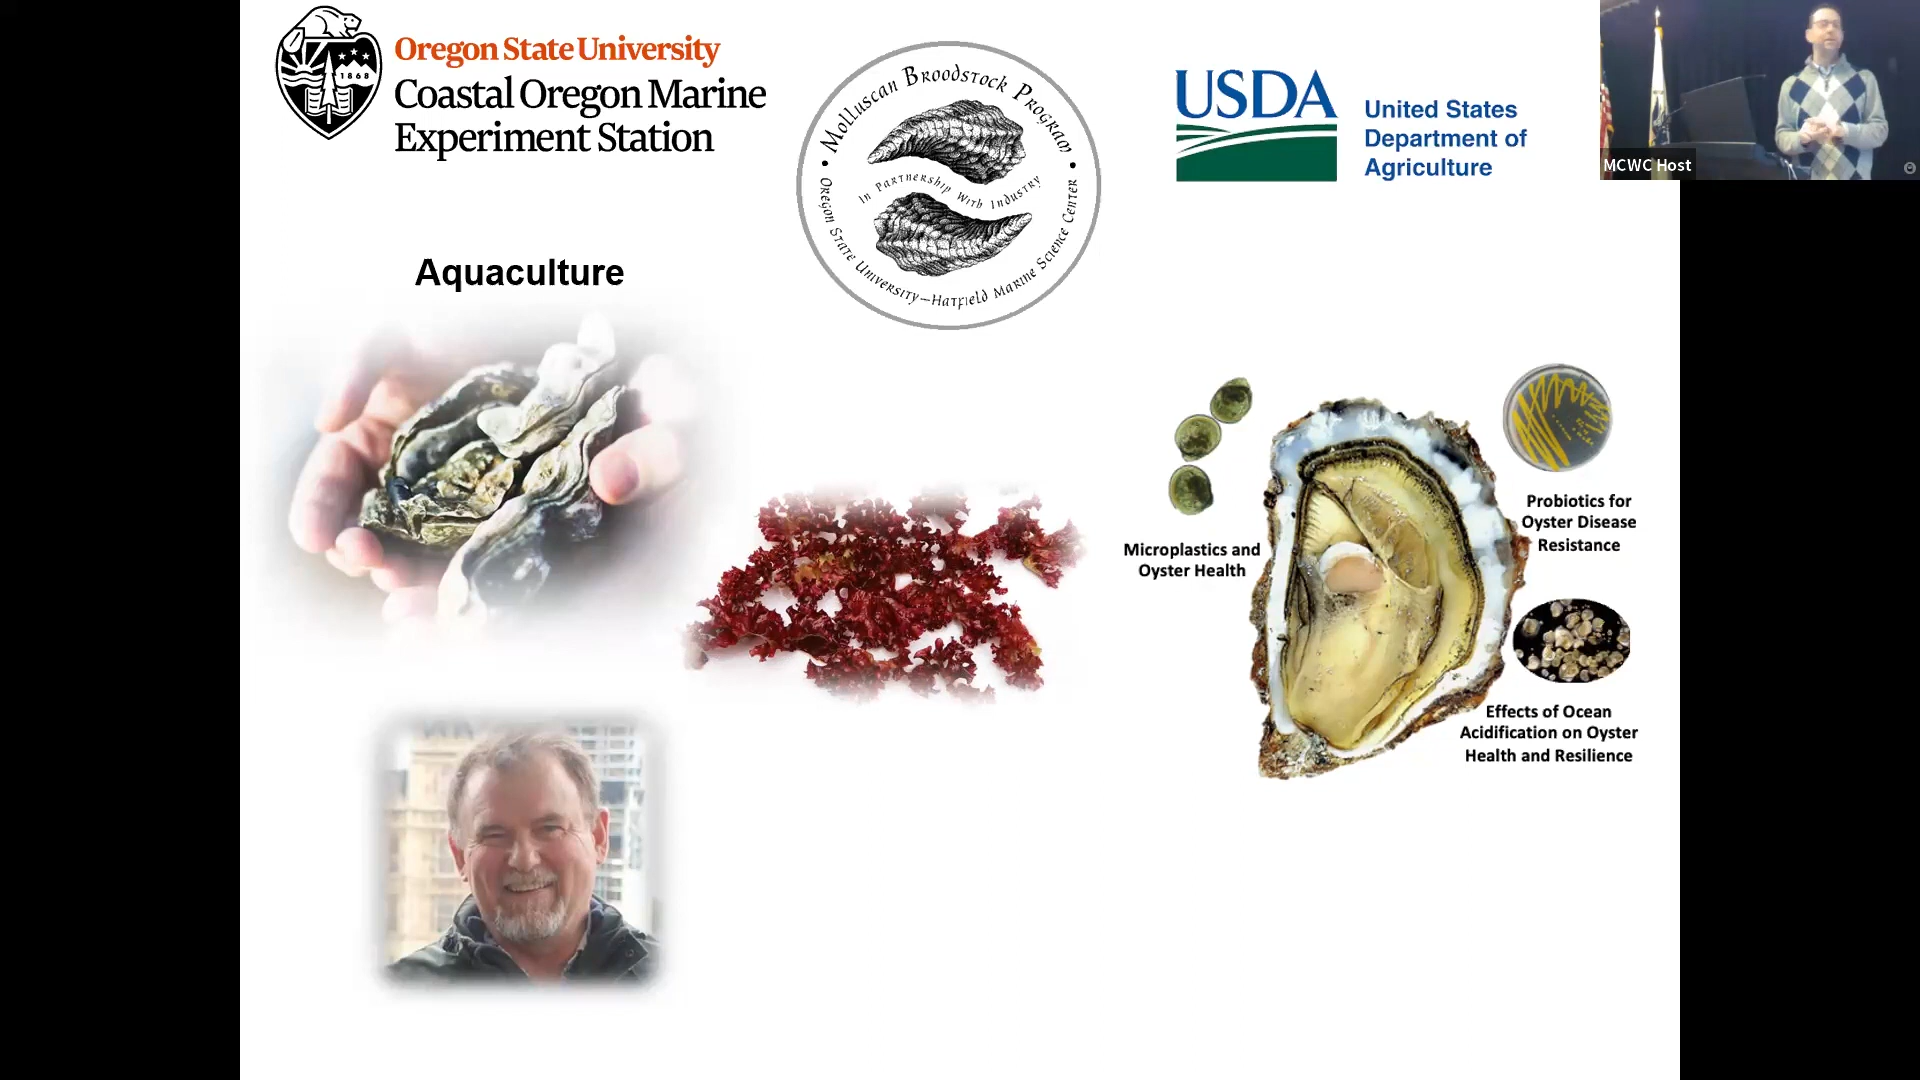 Oregon State University
Coastal Oregon Marine
Experiment Station
1868
• Molluscan Broodstock Program •
In Partnership With Industry
Oregon State University–Hatfield Marine Science Center
USDA
United States
Department of
Agriculture
MCWC Host
Aquaculture
Microplastics and
Oyster Health
Probiotics for
Oyster Disease
Resistance
Effects of Ocean
Acidification on Oyster
Health and Resilience